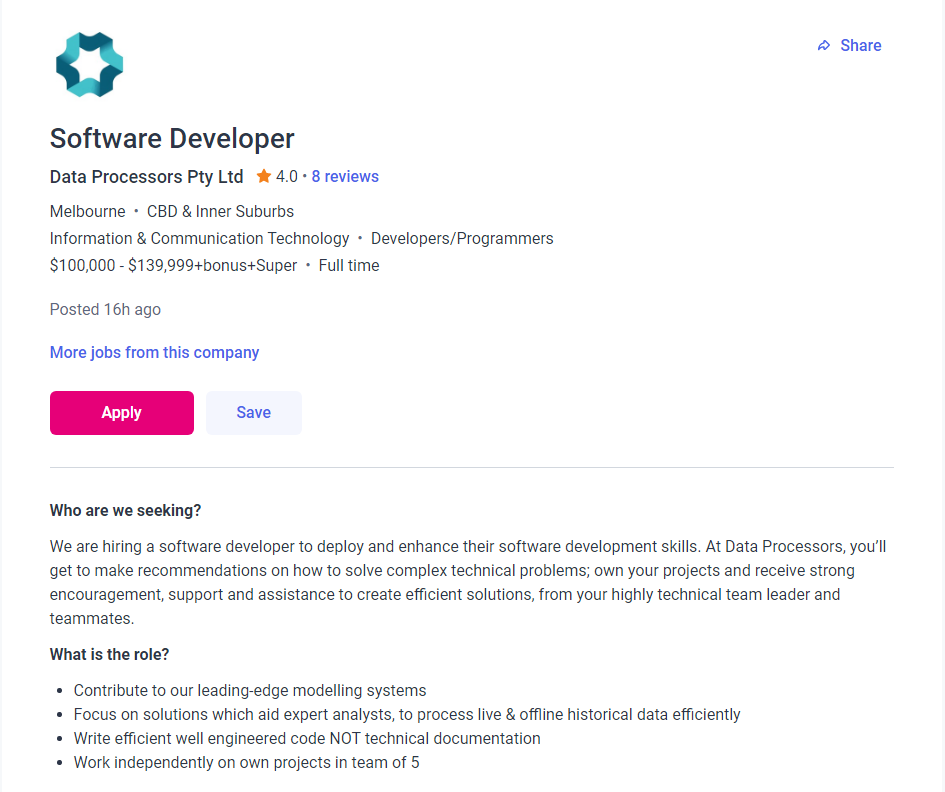 Share
Software Developer
Data Processors Pty Ltd 4.0 • 8 reviews
Melbourne • CBD & Inner Suburbs
Information & Communication Technology • Developers/Programmers
$100,000 - $139,999+bonus+Super • Full time
Posted 16h ago
More jobs from this company
Apply Save
Who are we seeking?
We are hiring a software developer to deploy and enhance their software development skills. At Data Processors, you’ll
get to make recommendations on how to solve complex technical problems; own your projects and receive strong
encouragement, support and assistance to create efficient solutions, from your highly technical team leader and
teammates.
What is the role?
• Contribute to our leading-edge modelling systems
• Focus on solutions which aid expert analysts, to process live & offline historical data efficiently
• Write efficient well engineered code NOT technical documentation
• Work independently on own projects in team of 5